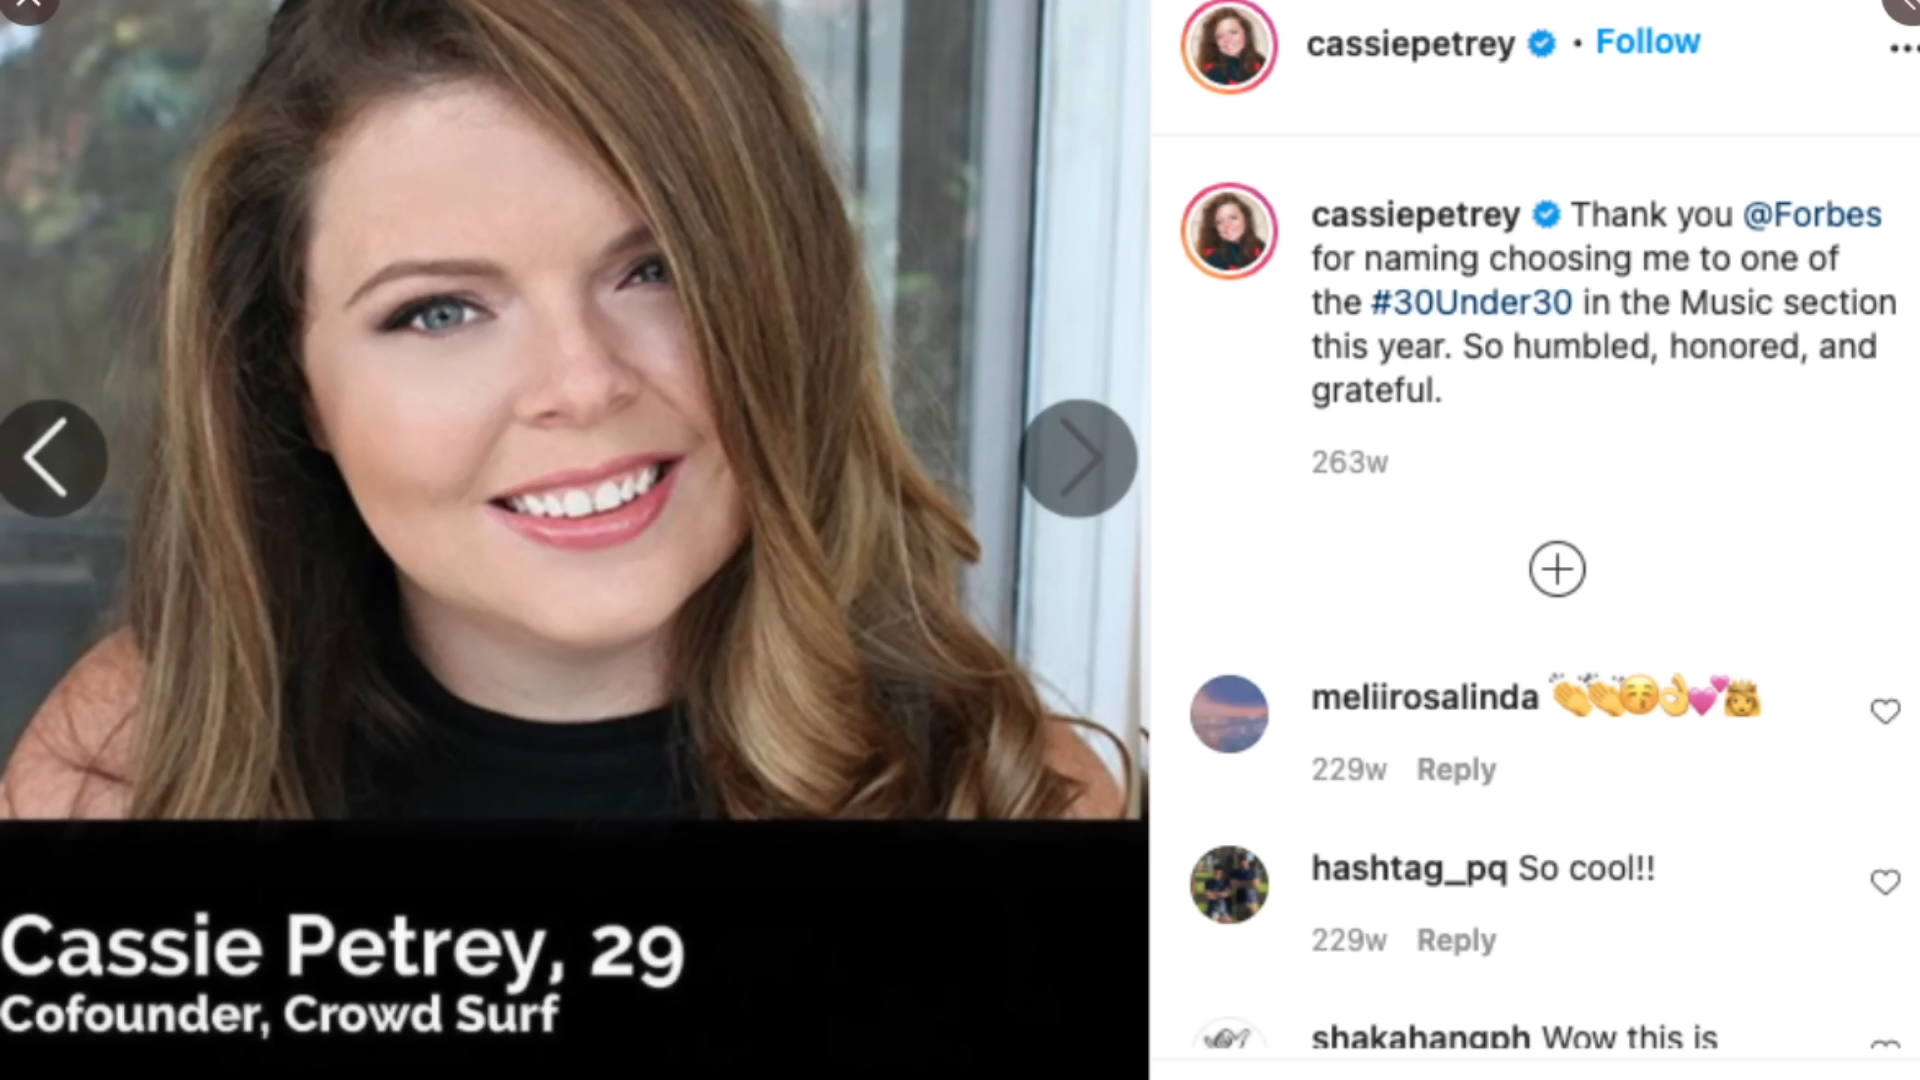 cassiepetrey • Follow
cassiepetrey Thank you @Forbes
for naming choosing me to one of
the #30Under30 in the Music section
this year. So humbled, honored, and
grateful.
263w
meliirosalinda
229w Reply
hashtag_pq So cool!!
229w Reply
shakahangph Wow this is
Cassie Petrey, 29
Cofounder, Crowd Surf